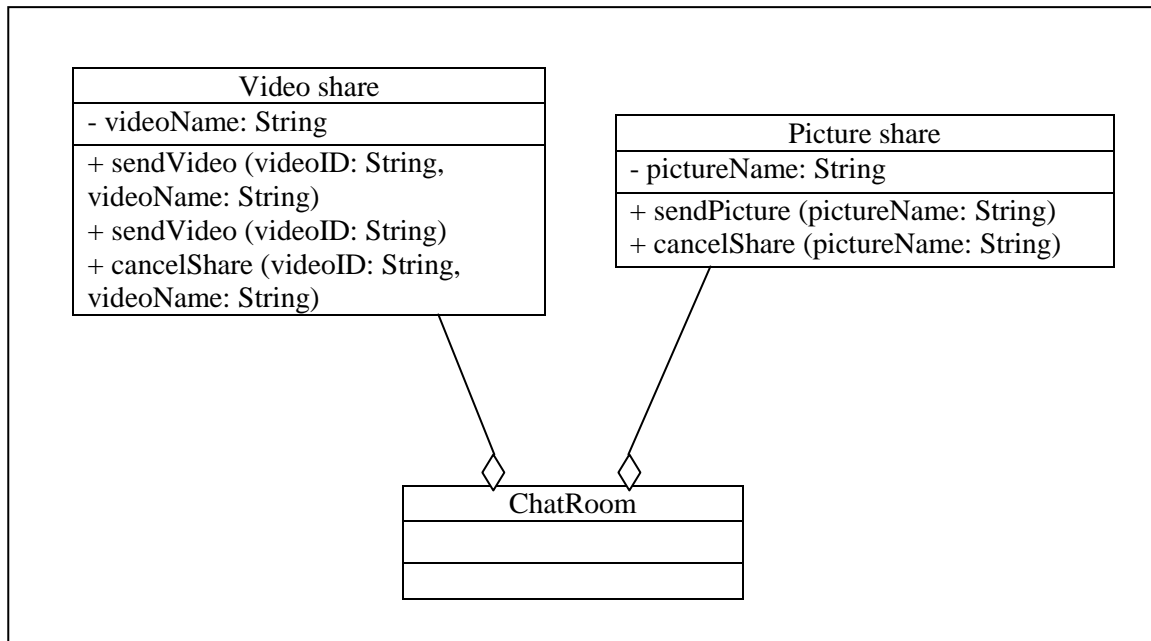 Video share
- videoName: String
+ sendVideo (videoID: String,
videoName: String)
+ sendVideo (videoID: String)
+ cancelShare (videoID: String,
videoName: String)
Picture share
- pictureName: String
+ sendPicture (pictureName: String)
+ cancelShare (pictureName: String)
ChatRoom